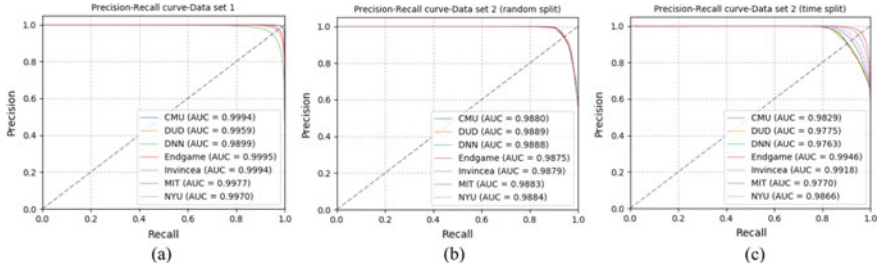 Precision-Recall curve-Data set 1
1.0
0.8
0.6
0.4
0.2
0.0
Precision
CMU (AUC = 0.9994)
DUD (AUC = 0.9959)
DNN (AUC = 0.9899)
Endgame (AUC = 0.9995)
Invincea (AUC = 0.9994)
MIT (AUC = 0.9977)
NYU (AUC = 0.9970)
0.0 0.2 0.4 0.6 0.8 1.0
Recall
(a)
Precision-Recall curve-Data set 2 (random split)
1.0
0.8
0.6
0.4
0.2
0.0
Precision
CMU (AUC = 0.9880)
DUD (AUC = 0.9889)
DNN (AUC = 0.9888)
Endgame (AUC = 0.9875)
Invincea (AUC = 0.9879)
MIT (AUC = 0.9883)
NYU (AUC = 0.9884)
0.0 0.2 0.4 0.6 0.8 1.0
Recall
(b)
Precision-Recall curve-Data set 2 (time split)
1.0
0.8
0.6
0.4
0.2
0.0
Precision
CMU (AUC = 0.9829)
DUD (AUC = 0.9775)
DNN (AUC = 0.9763)
Endgame (AUC = 0.9946)
Invincea (AUC = 0.9918)
MIT (AUC = 0.9770)
NYU (AUC = 0.9866)
0.0 0.2 0.4 0.6 0.8 1.0
Recall
(c)